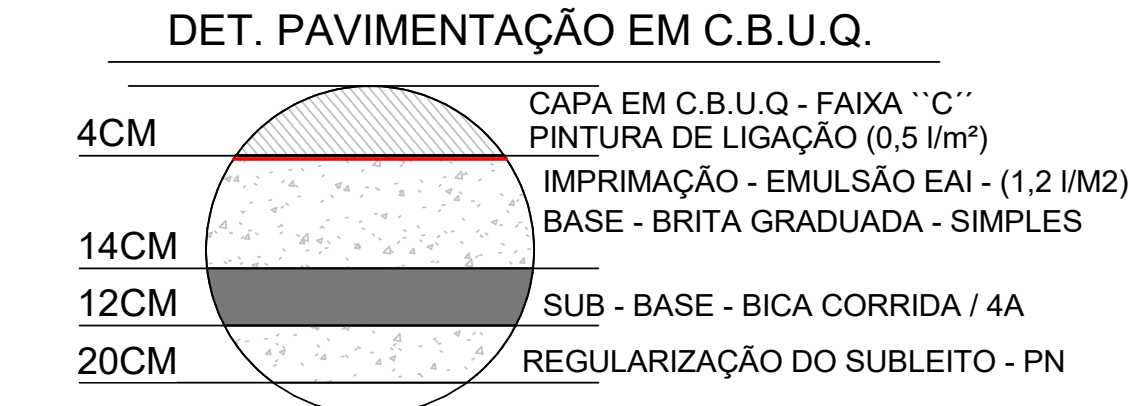 DET. PAVIMENTAÇÃO EM C.B.U.Q.
4CM
CAPA EM C.B.U.Q - FAIXA ``C´´
PINTURA DE LIGAÇÃO (0,5 l/m²)
IMPRIMAÇÃO - EMULSÃO EAI - (1,2 l/M2)
BASE - BRITA GRADUADA - SIMPLES
14CM
12CM
SUB - BASE - BICA CORRIDA / 4A
20CM
REGULARIZAÇÃO DO SUBLEITO - PN